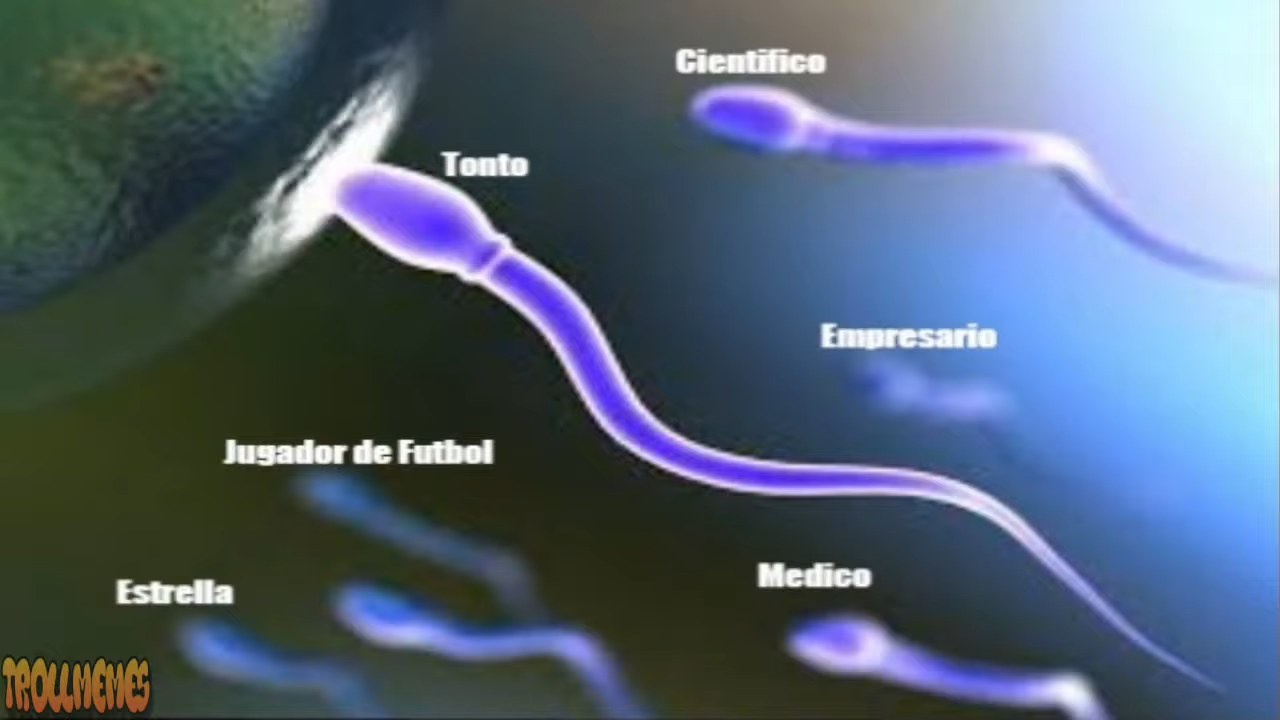 Cientifico
Tonto
Empresario
Jugador de Futbol
Medico
Estrella
TROLLMEMES